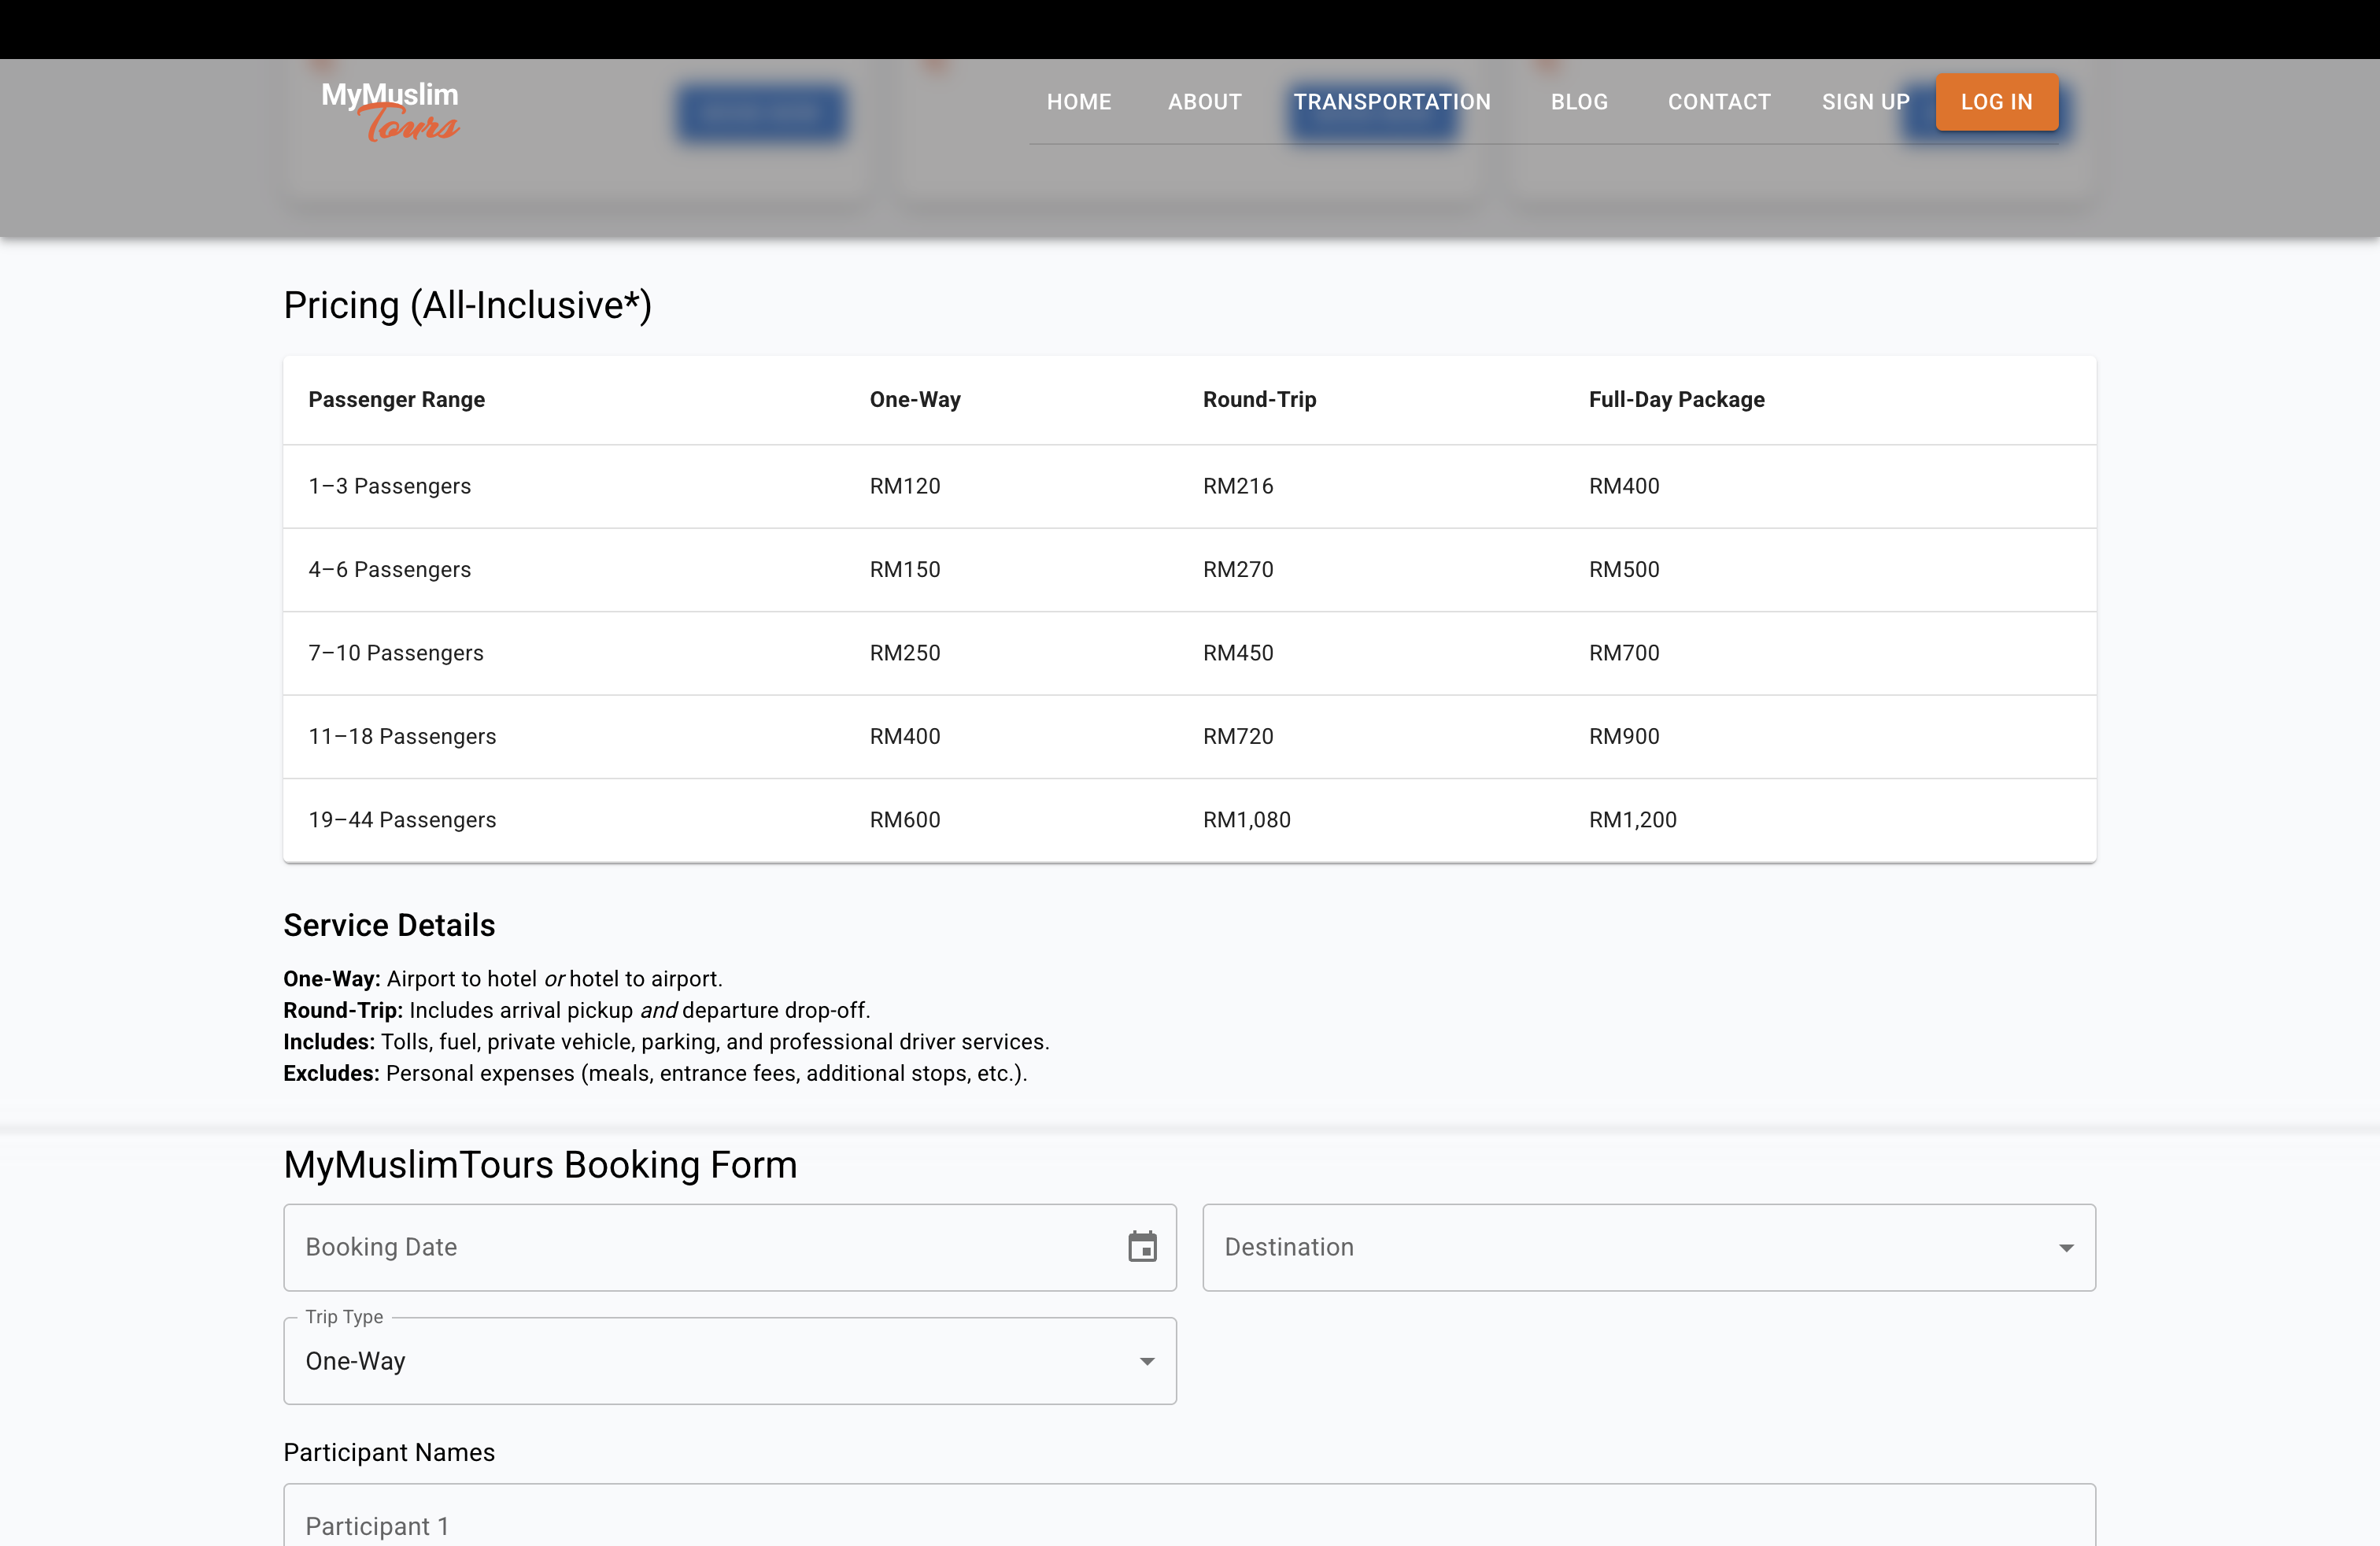 MyMuslim
Tours
HOME ABOUT TRANSPORTATION BLOG CONTACT SIGN UP LOG IN
Pricing (All-Inclusive*)
Passenger Range One-Way Round-Trip Full-Day Package
1–3 Passengers RM120 RM216 RM400
4–6 Passengers RM150 RM270 RM500
7–10 Passengers RM250 RM450 RM700
11–18 Passengers RM400 RM720 RM900
19–44 Passengers RM600 RM1,080 RM1,200
Service Details
One-Way: Airport to hotel or hotel to airport.
Round-Trip: Includes arrival pickup and departure drop-off.
Includes: Tolls, fuel, private vehicle, parking, and professional driver services.
Excludes: Personal expenses (meals, entrance fees, additional stops, etc.).
MyMuslimTours Booking Form
Booking Date Destination
Trip Type
One-Way
Participant Names
Participant 1